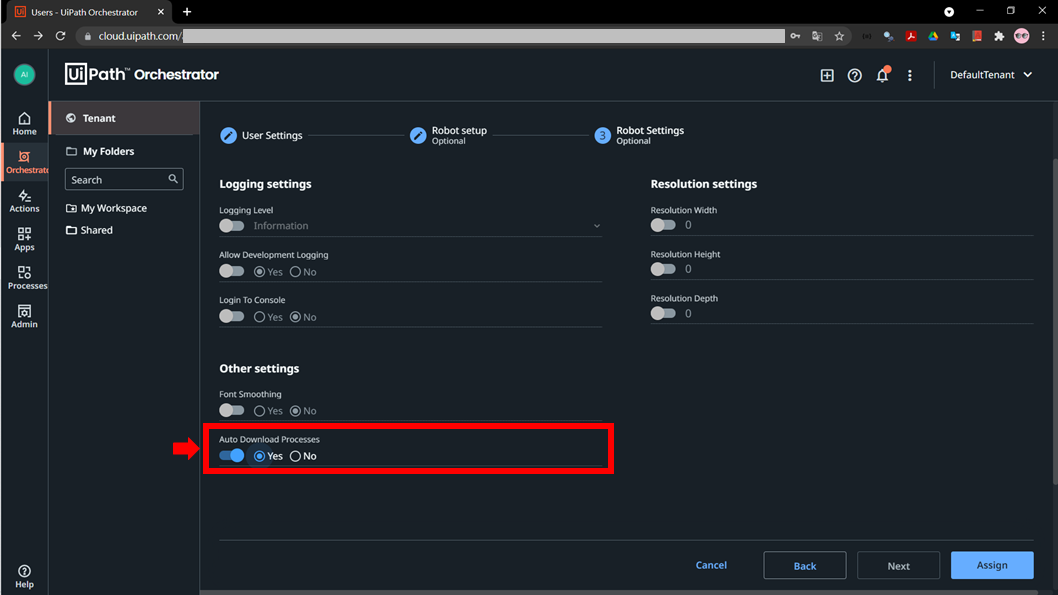 Users - UiPath Orchestrator
cloud.uipath.com/
AI
UiPath™ Orchestrator
DefaultTenant
Home
Orchestrato
Actions
Apps
Processes
Admin
Help
Tenant
My Folders
Search
My Workspace
Shared
User Settings
Robot setup
Optional
3
Robot Settings
Optional
Logging settings
Logging Level
Information
Allow Development Logging
Yes No
Login To Console
Yes No
Other settings
Font Smoothing
Yes No
Auto Download Processes
Yes No
Resolution settings
Resolution Width
0
Resolution Height
0
Resolution Depth
0
Cancel
Back
Next
Assign